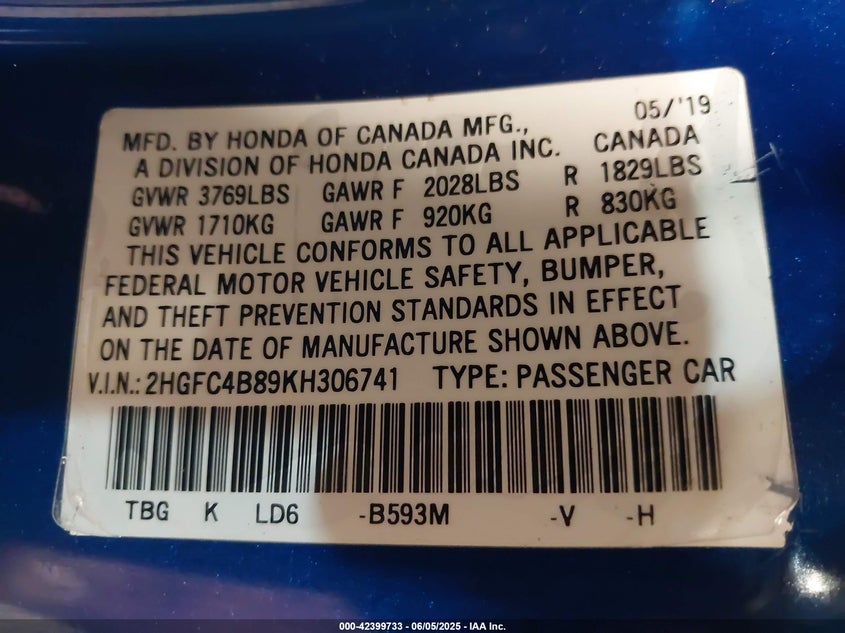 05/'19
MFD. BY HONDA OF CANADA MFG.,
A DIVISION OF HONDA CANADA INC. CANADA
GVWR 3769LBS GAWR F 2028LBS R 1829LBS
GVWR 1710KG GAWR F 920KG R 830KG
THIS VEHICLE CONFORMS TO ALL APPLICABLE
FEDERAL MOTOR VEHICLE SAFETY, BUMPER,
AND THEFT PREVENTION STANDARDS IN EFFECT
ON THE DATE OF MANUFACTURE SHOWN ABOVE.
V.I.N.: 2HGFC4B89KH306741 TYPE: PASSENGER CAR
TBG K LD6 -B593M -V -H
000-42399733 - 06/05/2025 - IAA Inc.